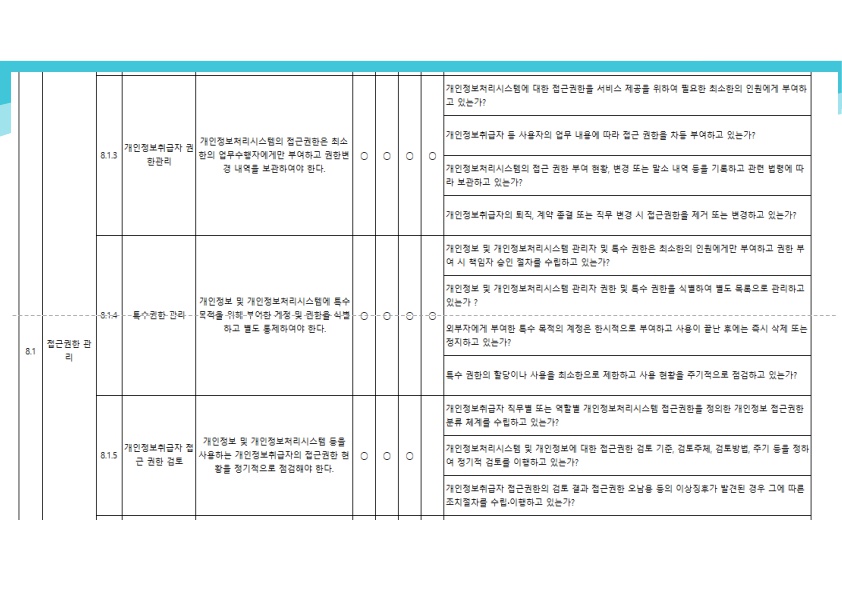 개인정보처리시스템에 대한 접근권한을 서비스 제공을 위하여 필요한 최소한의 인원에게 부여하
고 있는가?
8.1.3
개인정보취급자 권
한관리
개인정보처리시스템의 접근권한은 최소
한의 업무수행자에게만 부여하고 권한변
경 내역을 보관하여야 한다.
○ ○ ○ ○
개인정보취급자 등 사용자의 업무 내용에 따라 접근 권한을 차등 부여하고 있는가?
개인정보처리시스템의 접근 권한 부여 현황, 변경 또는 말소 내역 등을 기록하고 관련 법령에 따
라 보관하고 있는가?
개인정보취급자의 퇴직, 계약 종결 또는 직무 변경 시 접근권한을 제거 또는 변경하고 있는가?
8.1
접근권한 관
리
8.1.4
특수권한 관리
개인정보 및 개인정보처리시스템에 특수
목적을 위해 부여한 계정 및 권한을 식별
하고 별도 통제하여야 한다.
○ ○ ○ ○
개인정보 및 개인정보처리시스템 관리자 및 특수 권한은 최소한의 인원에게만 부여하고 권한 부
여 시 책임자 승인 절차를 수립하고 있는가?
개인정보 및 개인정보처리시스템 관리자 권한 및 특수 권한을 식별하여 별도 목록으로 관리하고
있는가 ?
외부자에게 부여한 특수 목적의 계정은 한시적으로 부여하고 사용이 끝난 후에는 즉시 삭제 또는
정지하고 있는가?
특수 권한의 할당이나 사용을 최소한으로 제한하고 사용 현황을 주기적으로 점검하고 있는가?
8.1.5
개인정보취급자 접
근 권한 검토
개인정보 및 개인정보처리시스템 등을
사용하는 개인정보취급자의 접근권한 현
황을 정기적으로 점검해야 한다.
○ ○ ○
개인정보취급자 직무별 또는 역할별 개인정보처리시스템 접근권한을 정의한 개인정보 접근권한
분류 체계를 수립하고 있는가?
개인정보처리시스템 및 개인정보에 대한 접근권한 검토 기준, 검토주체, 검토방법, 주기 등을 정하
여 정기적 검토를 이행하고 있는가?
개인정보취급자 접근권한의 검토 결과 접근권한 오남용 등의 이상징후가 발견된 경우 그에 따른
조치절차를 수립·이행하고 있는가?